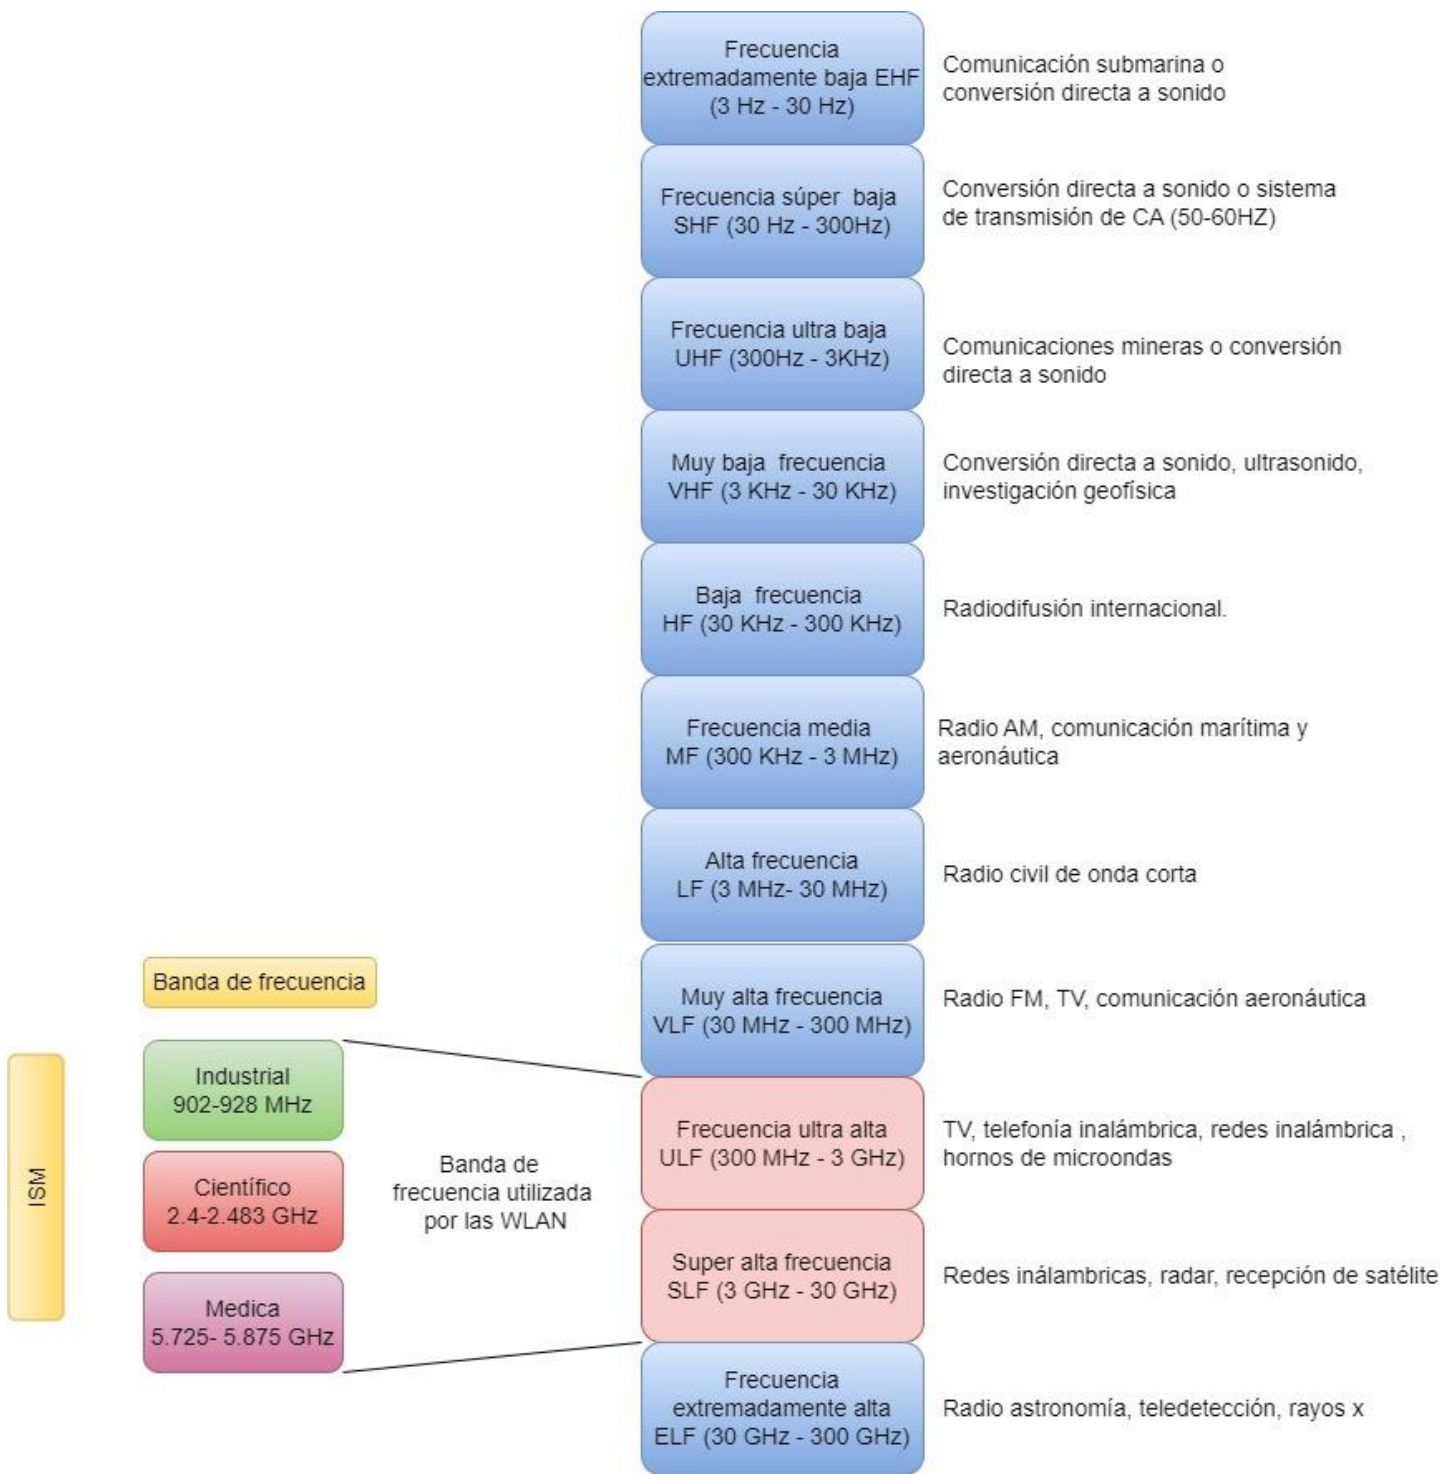 Frecuencia
extremadamente baja EHF
(3 Hz - 30 Hz)
Comunicación submarina o
conversión directa a sonido
Frecuencia súper baja
SHF (30 Hz - 300Hz)
Conversión directa a sonido o sistema
de transmisión de CA (50-60HZ)
Frecuencia ultra baja
UHF (300Hz - 3KHz)
Comunicaciones mineras o conversión
directa a sonido
Muy baja frecuencia
VHF (3 KHz - 30 KHz)
Conversión directa a sonido, ultrasonido,
investigación geofísica
Baja frecuencia
HF (30 KHz - 300 KHz)
Radiodifusión internacional.
Frecuencia media
MF (300 KHz - 3 MHz)
Radio AM, comunicación marítima y
aeronáutica
Alta frecuencia
LF (3 MHz- 30 MHz)
Radio civil de onda corta
Muy alta frecuencia
VLF (30 MHz - 300 MHz)
Radio FM, TV, comunicación aeronáutica
Frecuencia ultra alta
ULF (300 MHz - 3 GHz)
TV, telefonía inalámbrica, redes inalámbrica ,
hornos de microondas
Super alta frecuencia
SLF (3 GHz - 30 GHz)
Redes inálambricas, radar, recepción de satélite
Frecuencia
extremadamente alta
ELF (30 GHz - 300 GHz)
Radio astronomía, teledetección, rayos x
Banda de frecuencia
ISM
Industrial
902-928 MHz
Científico
2.4-2.483 GHz
Medica
5.725- 5.875 GHz
Banda de
frecuencia utilizada
por las WLAN